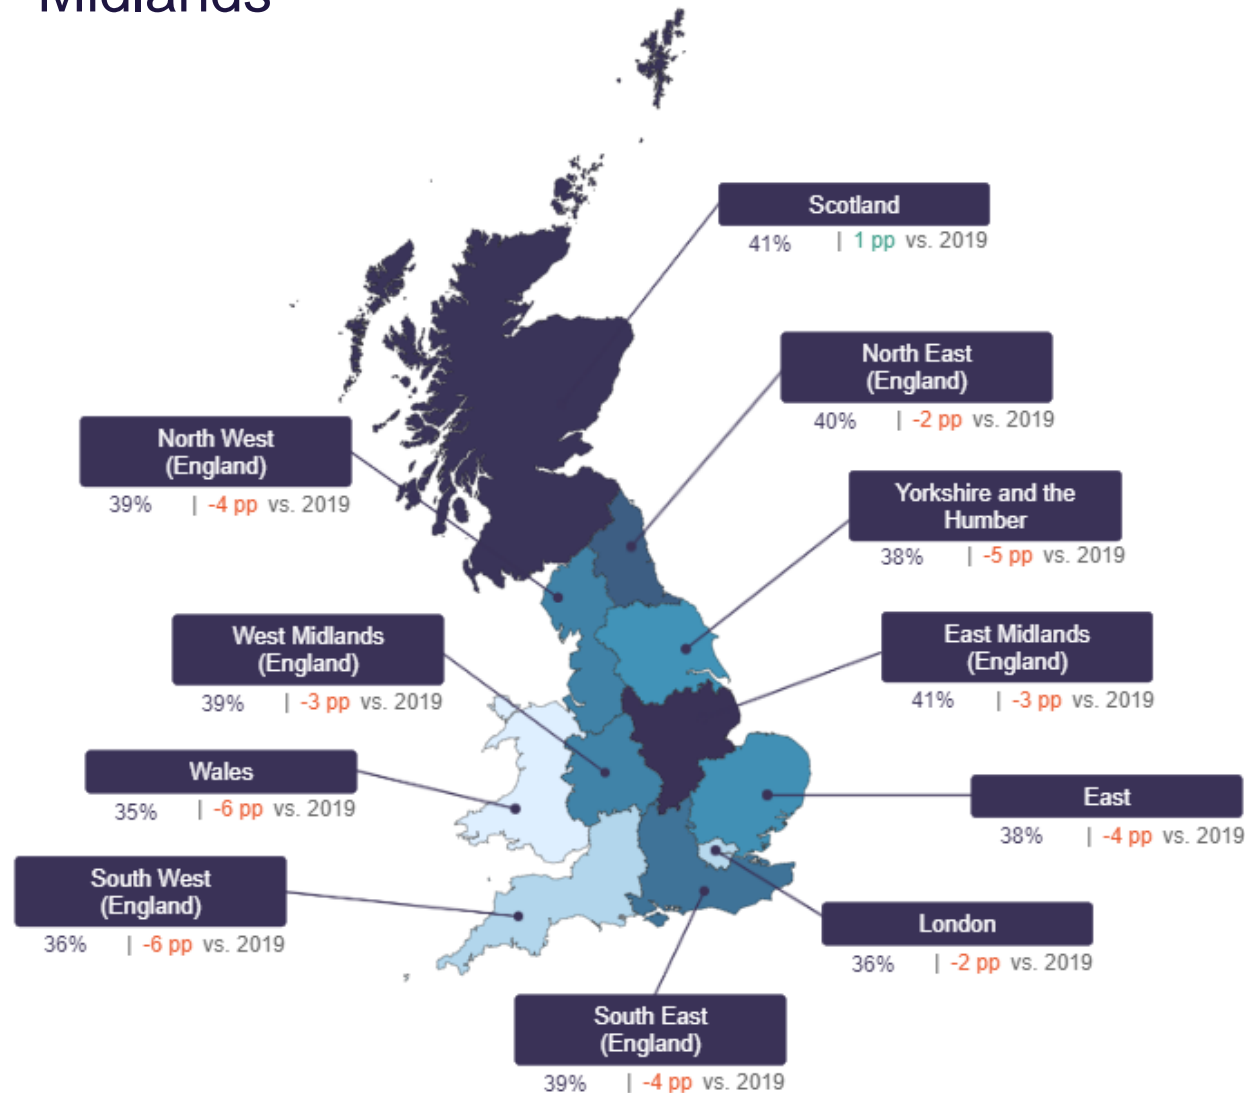 Midlands
Scotland
41% | 1 pp vs. 2019
North East
(England)
40% | -2 pp vs. 2019
North West
(England)
39% | -4 pp vs. 2019
Yorkshire and the
Humber
38% | -5 pp vs. 2019
West Midlands
(England)
39% | -3 pp vs. 2019
East Midlands
(England)
41% | -3 pp vs. 2019
Wales
35% | -6 pp vs. 2019
East
38% | -4 pp vs. 2019
South West
(England)
36% | -6 pp vs. 2019
London
36% | -2 pp vs. 2019
South East
(England)
39% | -4 pp vs. 2019